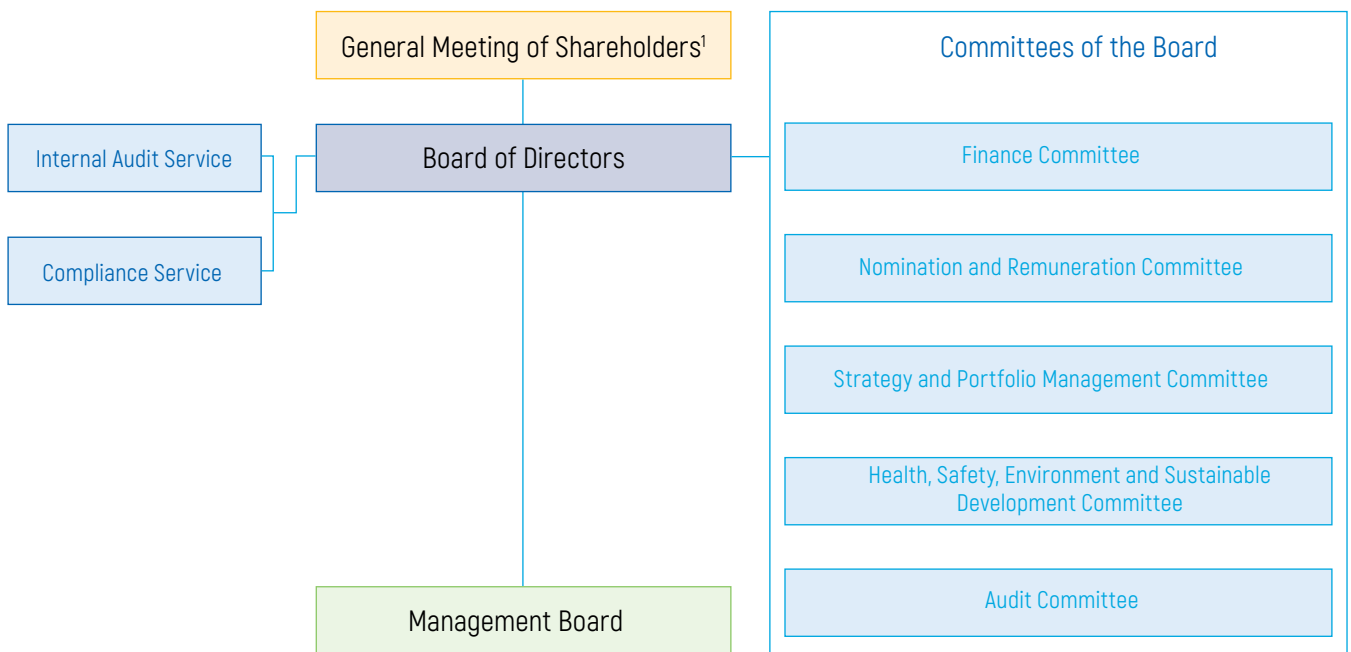 General Meeting of Shareholders¹
Committees of the Board
Internal Audit Service
Board of Directors
Finance Committee
Compliance Service
Nomination and Remuneration Committee
Strategy and Portfolio Management Committee
Health, Safety, Environment and Sustainable
Development Committee
Management Board
Audit Committee